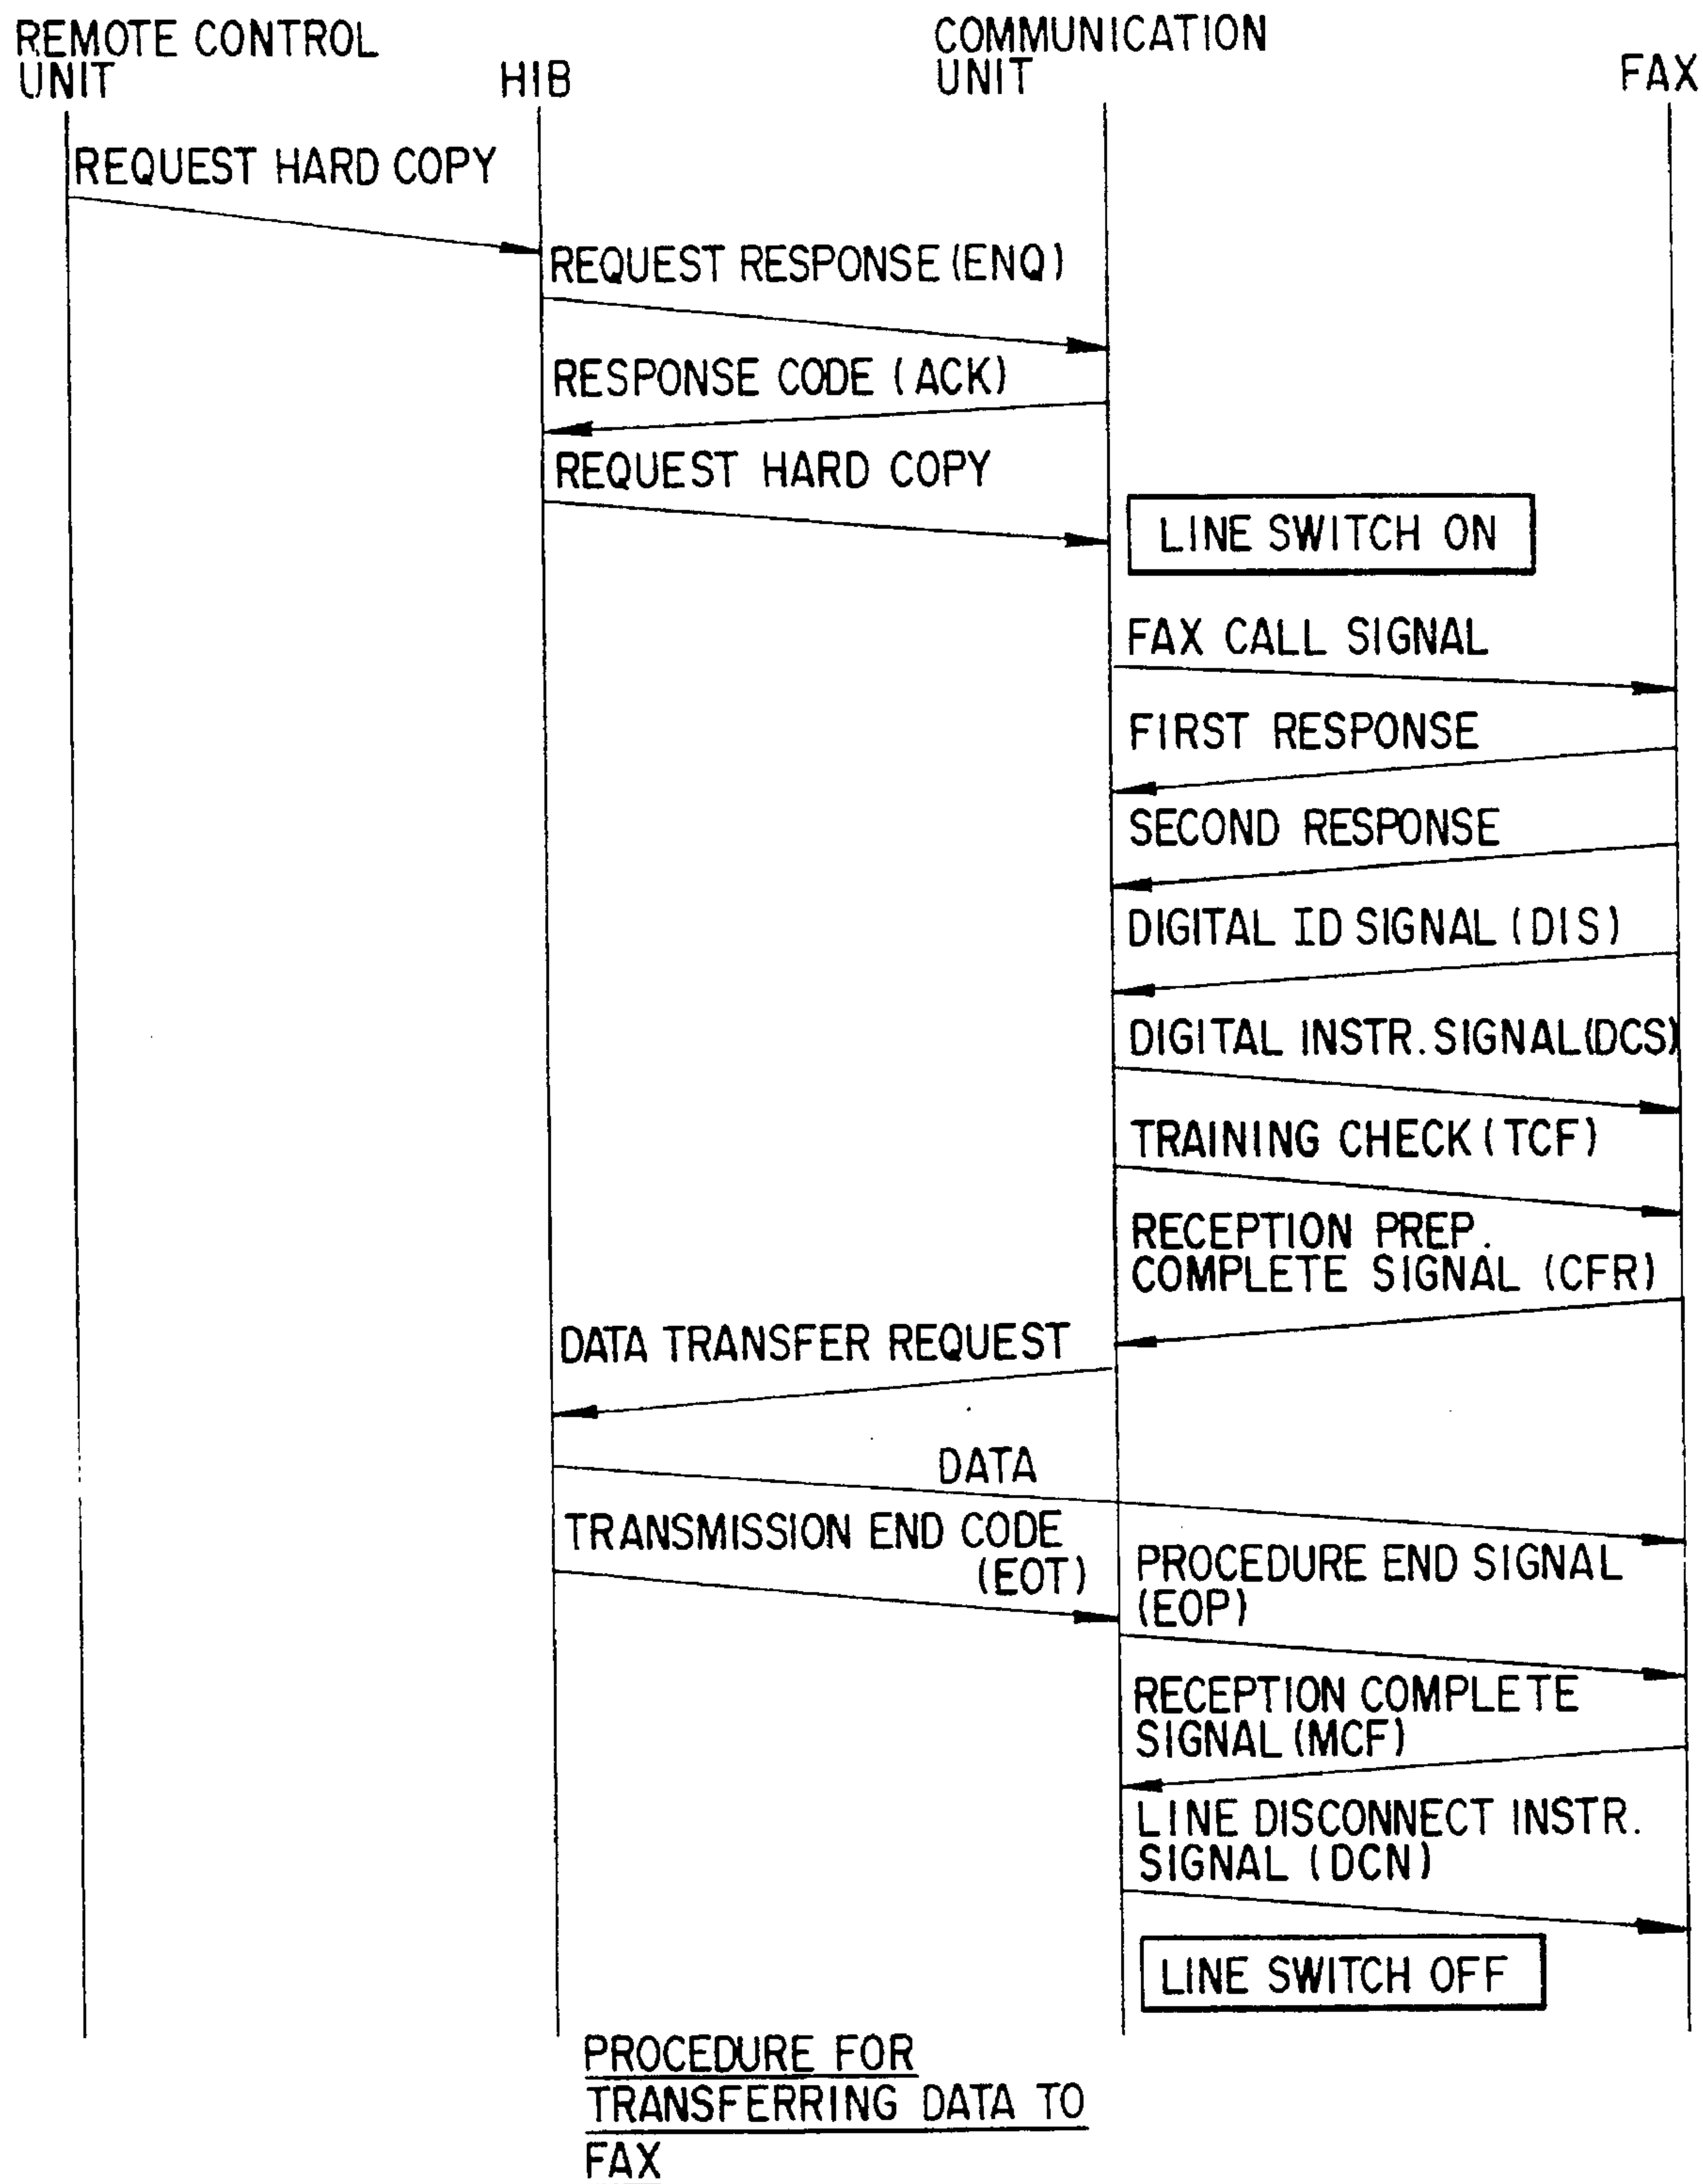 REMOTE CONTROL
UNIT
HIB
COMMUNICATION
UNIT
FAX
REQUEST HARD COPY
REQUEST RESPONSE (ENQ)
RESPONSE CODE (ACK)
REQUEST HARD COPY
LINE SWITCH ON
FAX CALL SIGNAL
FIRST RESPONSE
SECOND RESPONSE
DIGITAL ID SIGNAL (DIS)
DIGITAL INSTR. SIGNAL (DCS)
TRAINING CHECK (TCF)
RECEPTION PREP.
COMPLETE SIGNAL (CFR)
DATA TRANSFER REQUEST
DATA
TRANSMISSION END CODE
(EOT)
PROCEDURE END SIGNAL
(EOP)
RECEPTION COMPLETE
SIGNAL (MCF)
LINE DISCONNECT INSTR.
SIGNAL (DCN)
LINE SWITCH OFF
PROCEDURE FOR
TRANSFERRING DATA TO
FAX